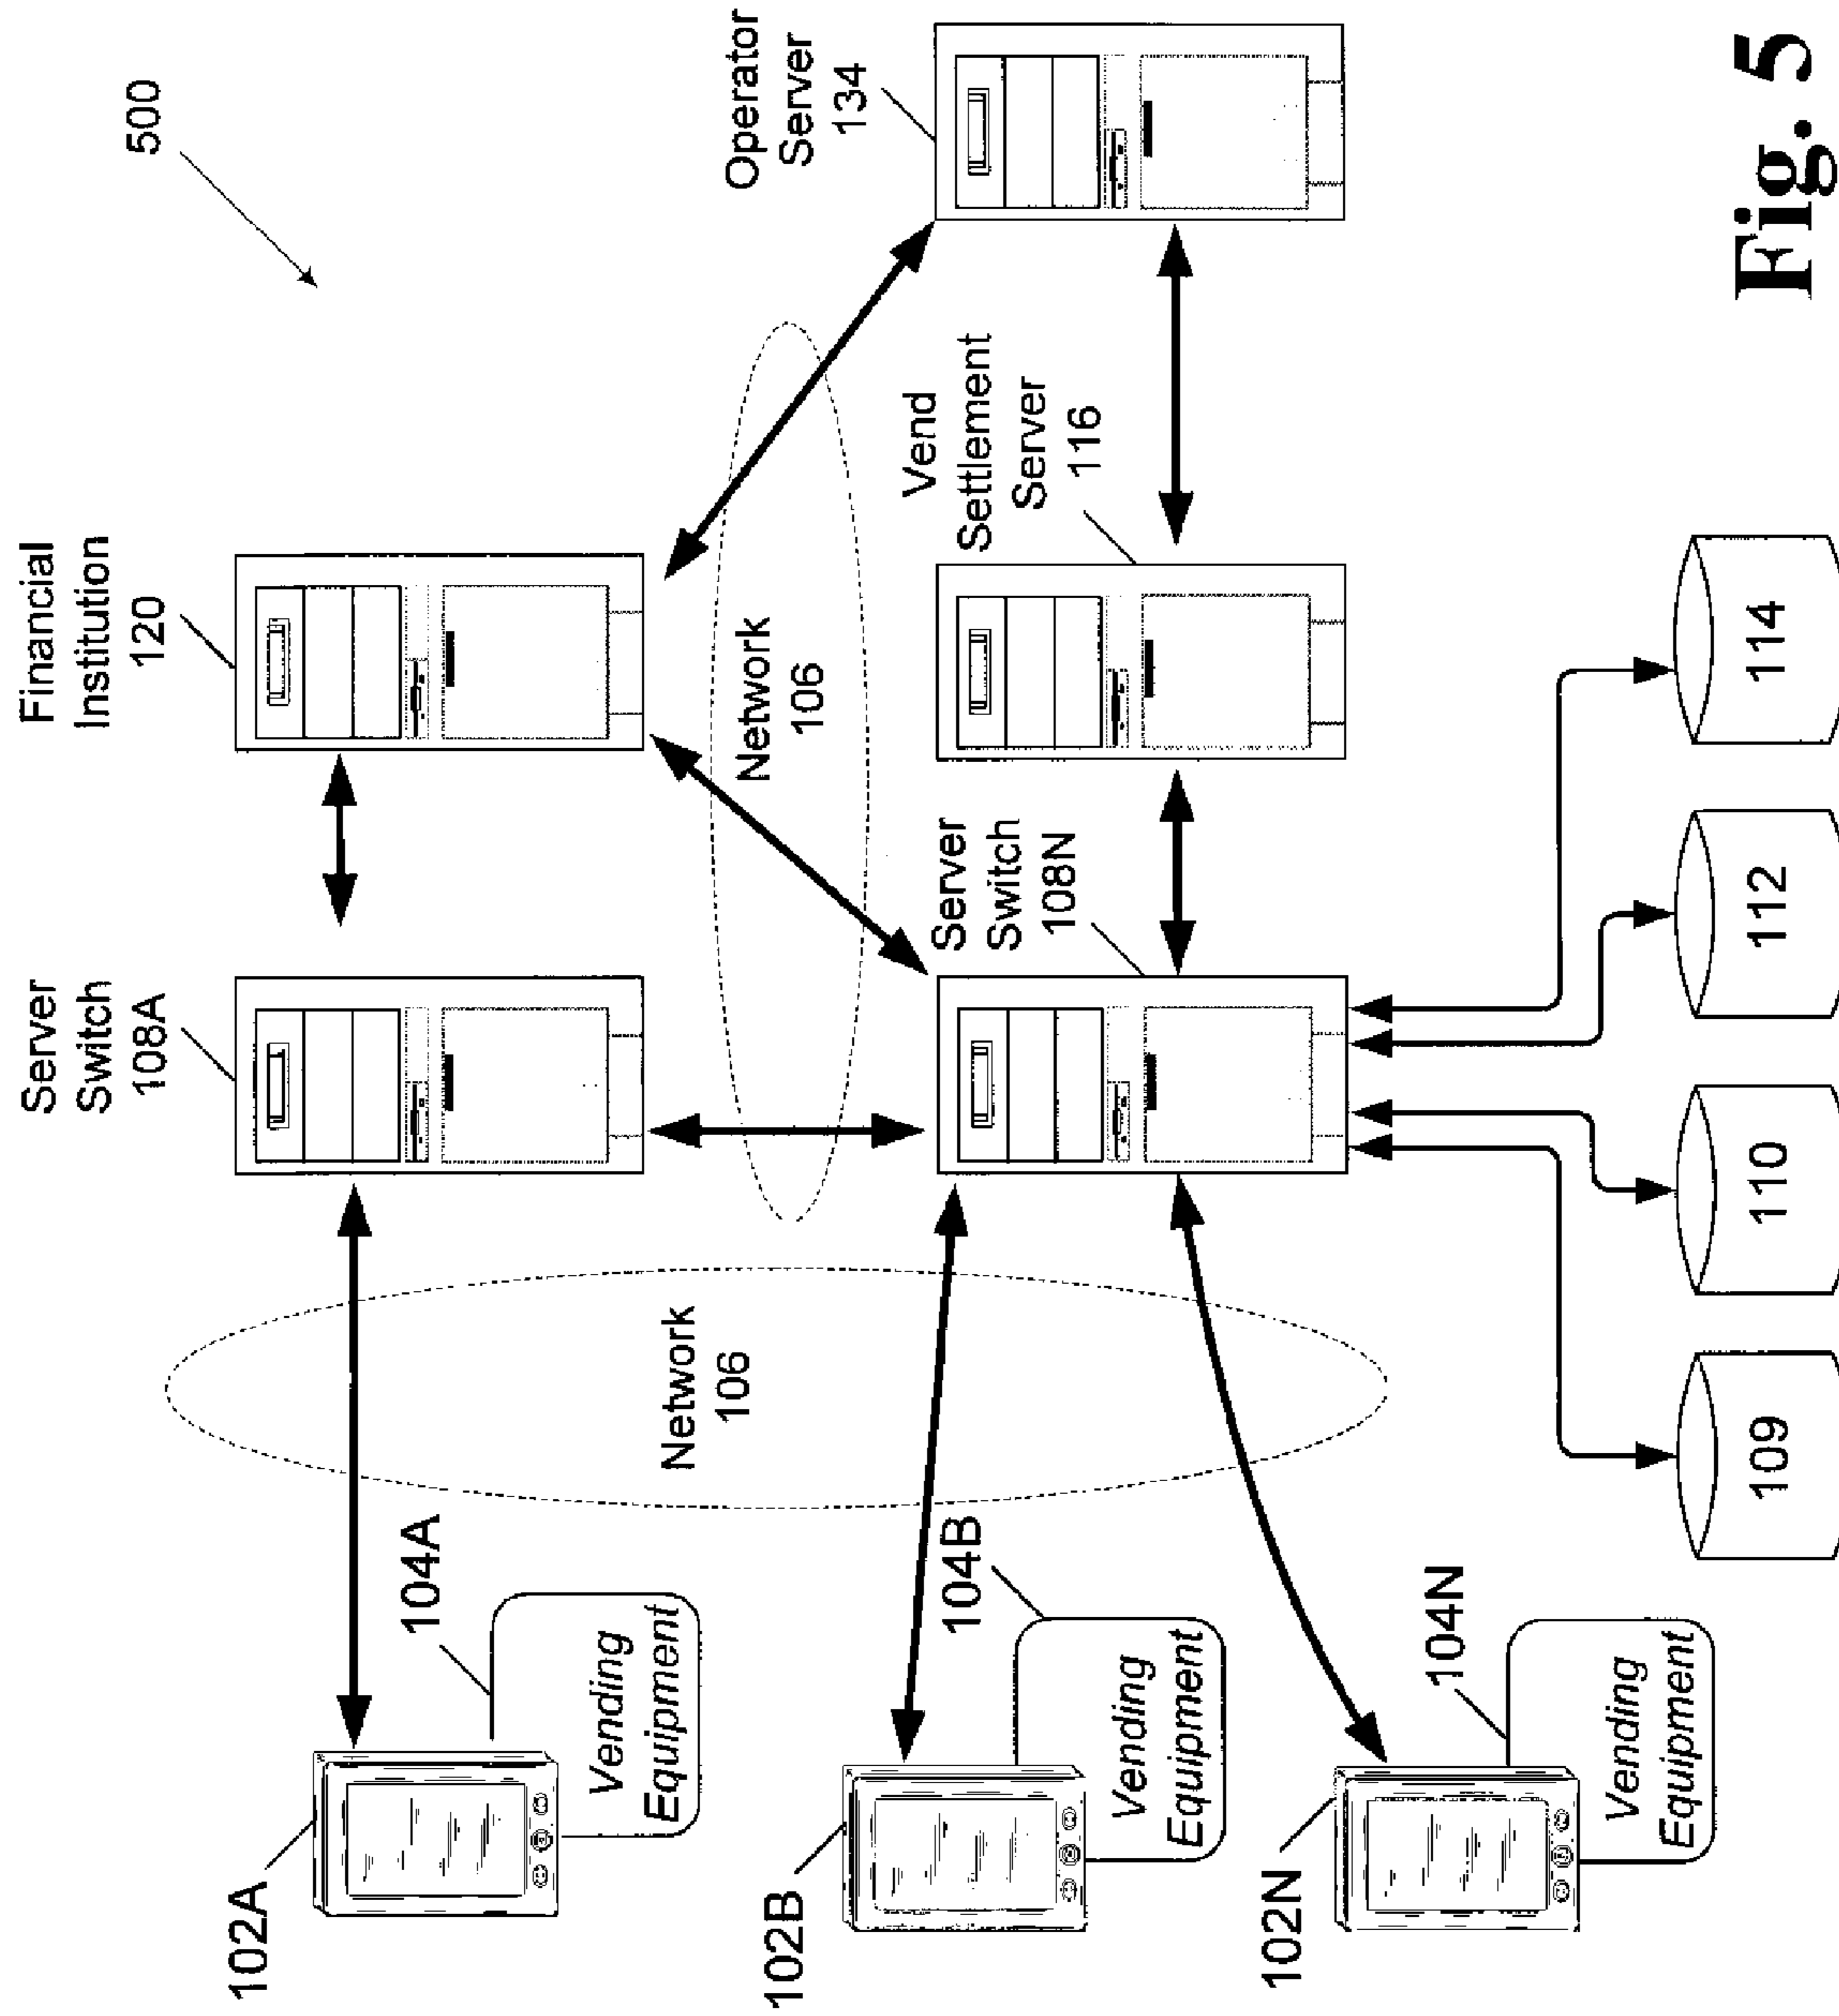 500
Server
Switch
108A
Financial
Institution
120
Operator
Server
134
Network
106
Network
106
Server
Switch
108N
Vend
Settlement
Server
116
102A
104A
Vending
Equipment
102B
104B
Vending
Equipment
102N
104N
Vending
Equipment
109
110
112
114
Fig. 5